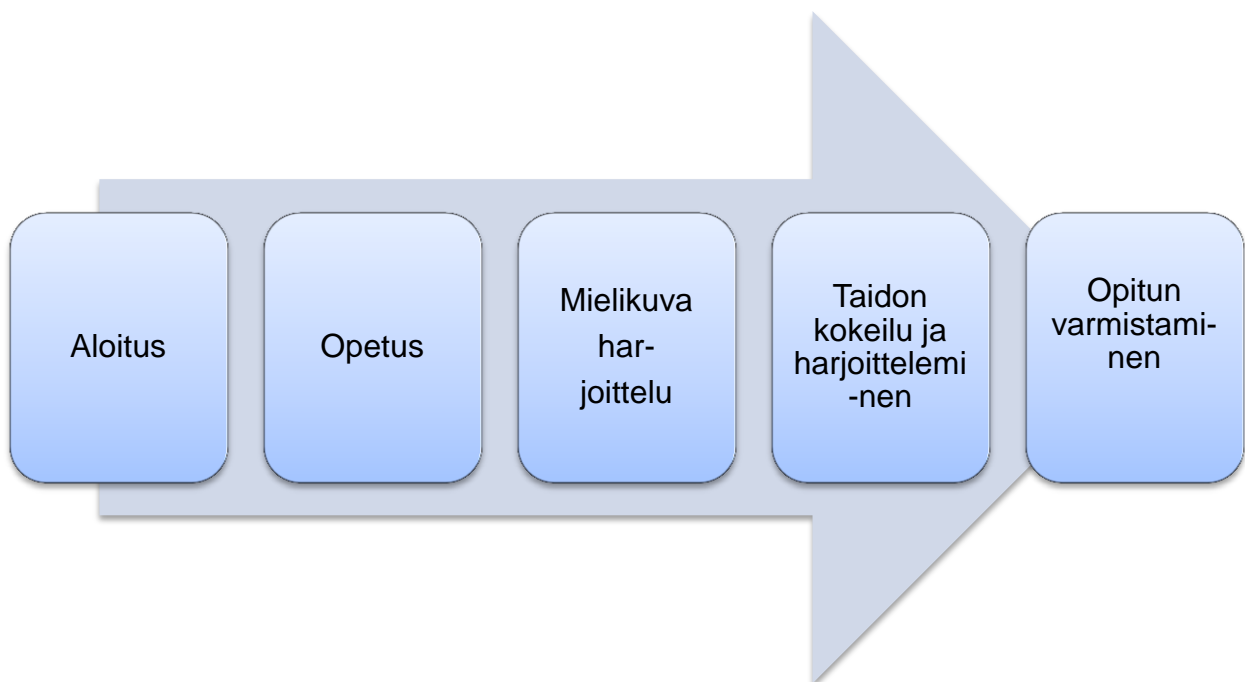 Aloitus
Opetus
Mielikuva
har-
joittelu
Taidon
kokeilu ja
harjoittelemi
-nen
Opitun
varmistami-
nen